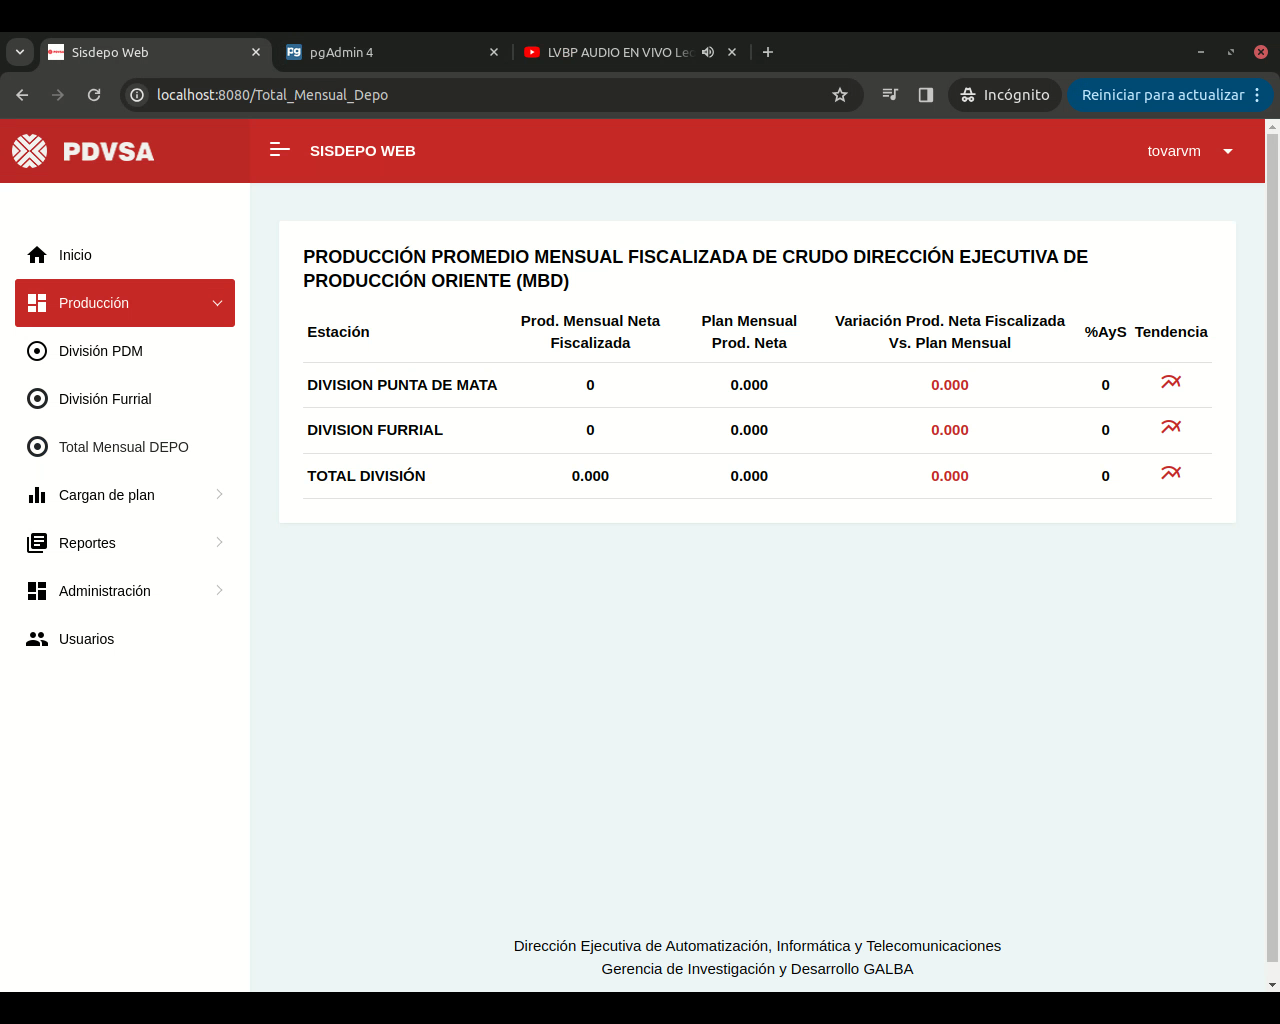 Sisdepo Web
pgAdmin 4
LVBP AUDIO EN VIVO Leo
localhost:8080/Total_Mensual_Depo
Incógnito
Reiniciar para actualizar
PDVSA
SISDEPO WEB
tovarvm
Inicio
Producción
División PDM
División Furrial
Total Mensual DEPO
Cargan de plan
Reportes
Administración
Usuarios
PRODUCCIÓN PROMEDIO MENSUAL FISCALIZADA DE CRUDO DIRECCIÓN EJECUTIVA DE
PRODUCCIÓN ORIENTE (MBD)
Estación Prod. Mensual Neta Fiscalizada Plan Mensual Prod. Neta Variación Prod. Neta Fiscalizada Vs. Plan Mensual %AyS Tendencia
DIVISION PUNTA DE MATA 0 0.000 0.000 0
DIVISION FURRIAL 0 0.000 0.000 0
TOTAL DIVISIÓN 0.000 0.000 0.000 0
Dirección Ejecutiva de Automatización, Informática y Telecomunicaciones
Gerencia de Investigación y Desarrollo GALBA